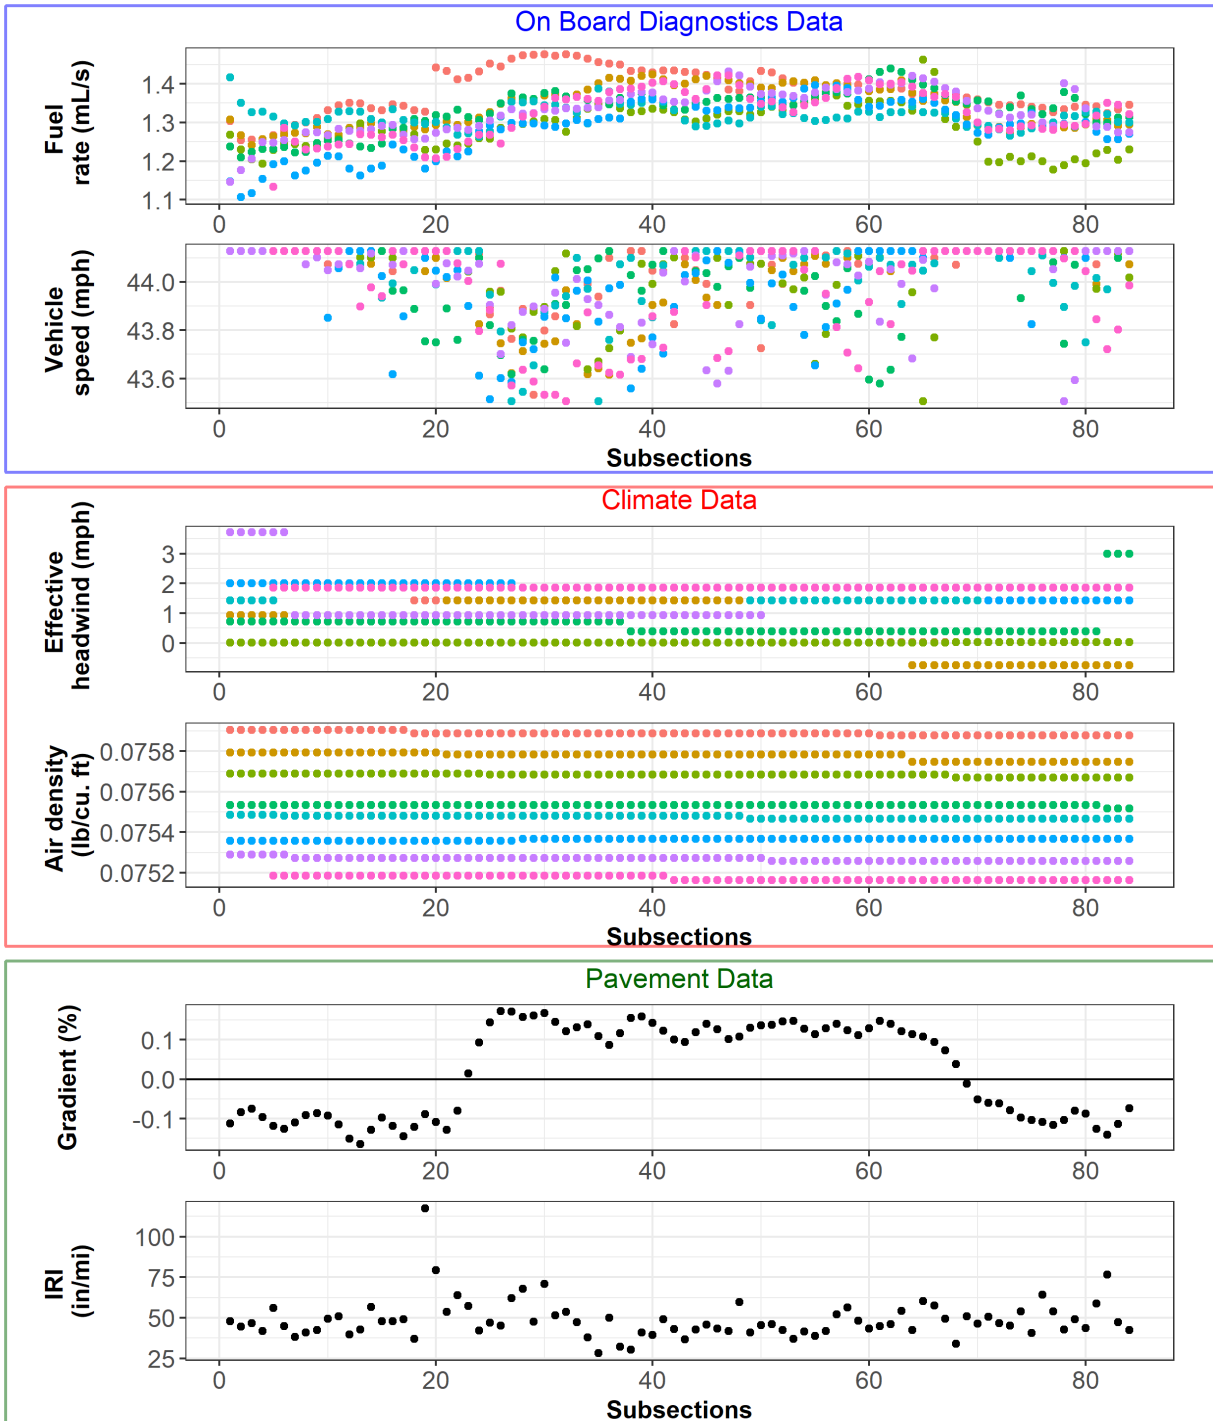 On Board Diagnostics Data
Fuel
rate (mL/s)
1.4
1.3
1.2
1.1
0 20 40 60 80
Vehicle
speed (mph)
44.0
43.8
43.6
0 20 40 60 80
Subsections
Climate Data
Effective
headwind (mph)
3
2
1
0
0 20 40 60 80
Air density
(lb/cu. ft)
0.0758
0.0756
0.0754
0.0752
0 20 40 60 80
Subsections
Pavement Data
Gradient (%)
0.1
0.0
-0.1
0 20 40 60 80
IRI
(in/mi)
100
75
50
25
0 20 40 60 80
Subsections